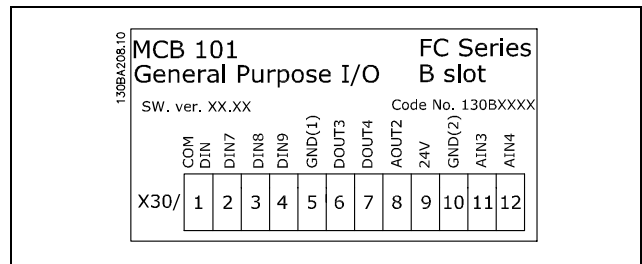 130BA208.10
MCB 101 FC Series
General Purpose I/O B slot
SW. ver. XX.XX Code No. 130BXXXX
COM DIN DIN7 DIN8 DIN9 GND(1) DOUT3 DOUT4 AOUT2 24V GND(2) AIN3 AIN4
X30/ 1 2 3 4 5 6 7 8 9 10 11 12